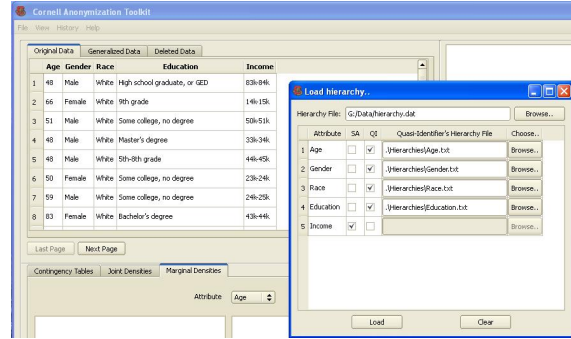 Cornell Anonymization Toolkit
File View History Help
Original Data Generalized Data Deleted Data
Age Gender Race Education Income
1 48 Male White High school graduate, or GED 83k-84k
2 66 Female White 9th grade 14k-15k
3 51 Male White Some college, no degree 50k-51k
4 48 Male White Master's degree 33k-34k
5 48 Male White 5th-8th grade 44k-45k
6 50 Female White Some college, no degree 23k-24k
7 59 Male White Some college, no degree 24k-25k
8 83 Female White Bachelor's degree 43k-44k
Last Page Next Page
Contingency Tables Joint Densities Marginal Densities
Attribute Age
Load hierarchy..
Hierarchy File: G:/Data/hierarchy.dat Browse..
Attribute SA QI Quasi-Identifier's Hierarchy File Choose..
1 Age .\Hierarchies\Age.txt Browse..
2 Gender .\Hierarchies\Gender.txt Browse..
3 Race .\Hierarchies\Race.txt Browse..
4 Education .\Hierarchies\Education.txt Browse..
5 Income Browse..
Load Clear